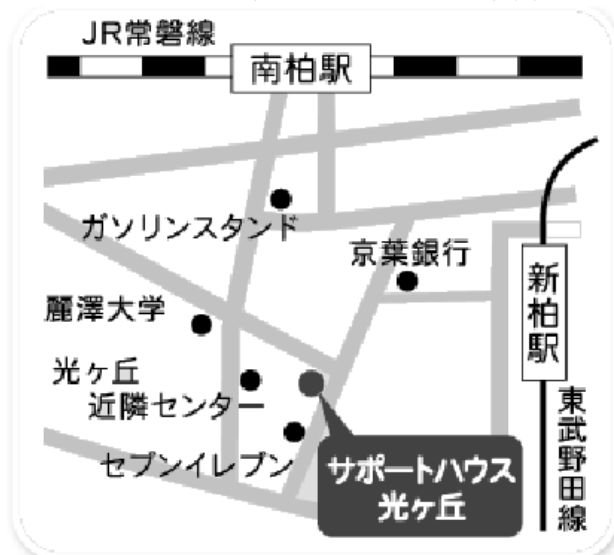 JR常磐線
南柏駅
ガソリンスタンド
京葉銀行
新柏駅
麗澤大学
光ヶ丘
近隣センター
東武野田線
セブンイレブン
サポートハウス
光ヶ丘